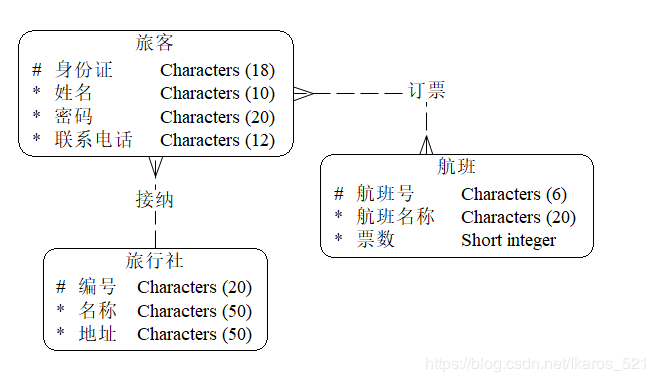 旅客
# 身份证 Characters (18)
* 姓名 Characters (10)
* 密码 Characters (20)
* 联系电话 Characters (12)
订票
航班
# 航班号 Characters (6)
* 航班名称 Characters (20)
* 票数 Short integer
接纳
旅行社
# 编号 Characters (20)
* 名称 Characters (50)
* 地址 Characters (50)
https://blog.csdn.net/Ikaros_521